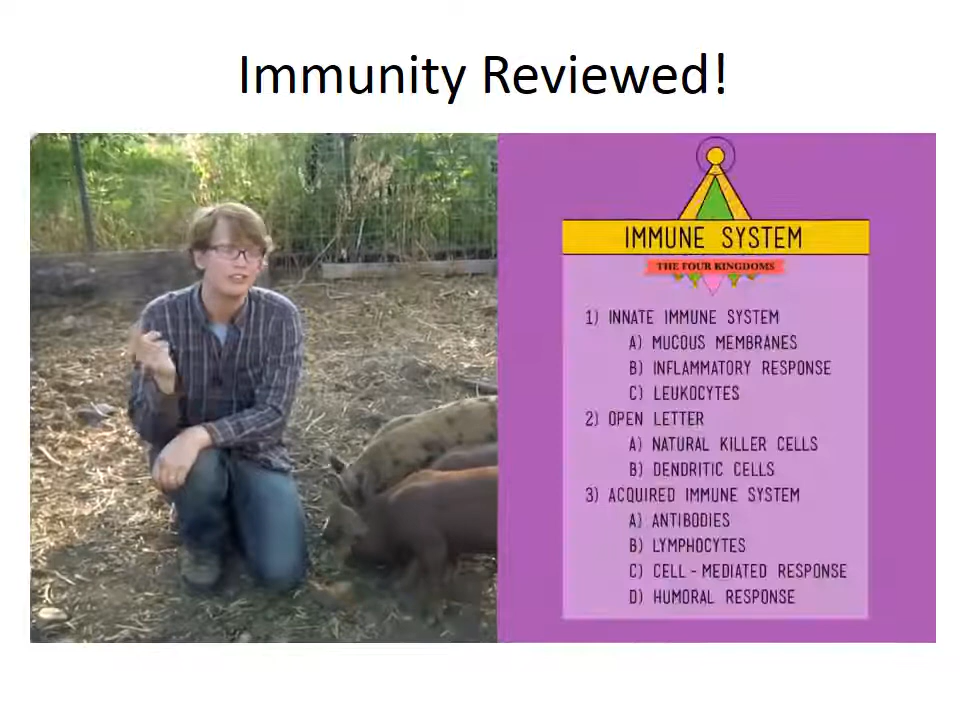 Immunity Reviewed!
IMMUNE SYSTEM
THE FOUR KINGDOMS
1) INNATE IMMUNE SYSTEM
A) MUCOUS MEMBRANES
B) INFLAMMATORY RESPONSE
C) LEUKOCYTES
2) OPEN LETTER
A) NATURAL KILLER CELLS
B) DENDRITIC CELLS
3) ACQUIRED IMMUNE SYSTEM
A) ANTIBODIES
B) LYMPHOCYTES
C) CELL-MEDIATED RESPONSE
D) HUMORAL RESPONSE